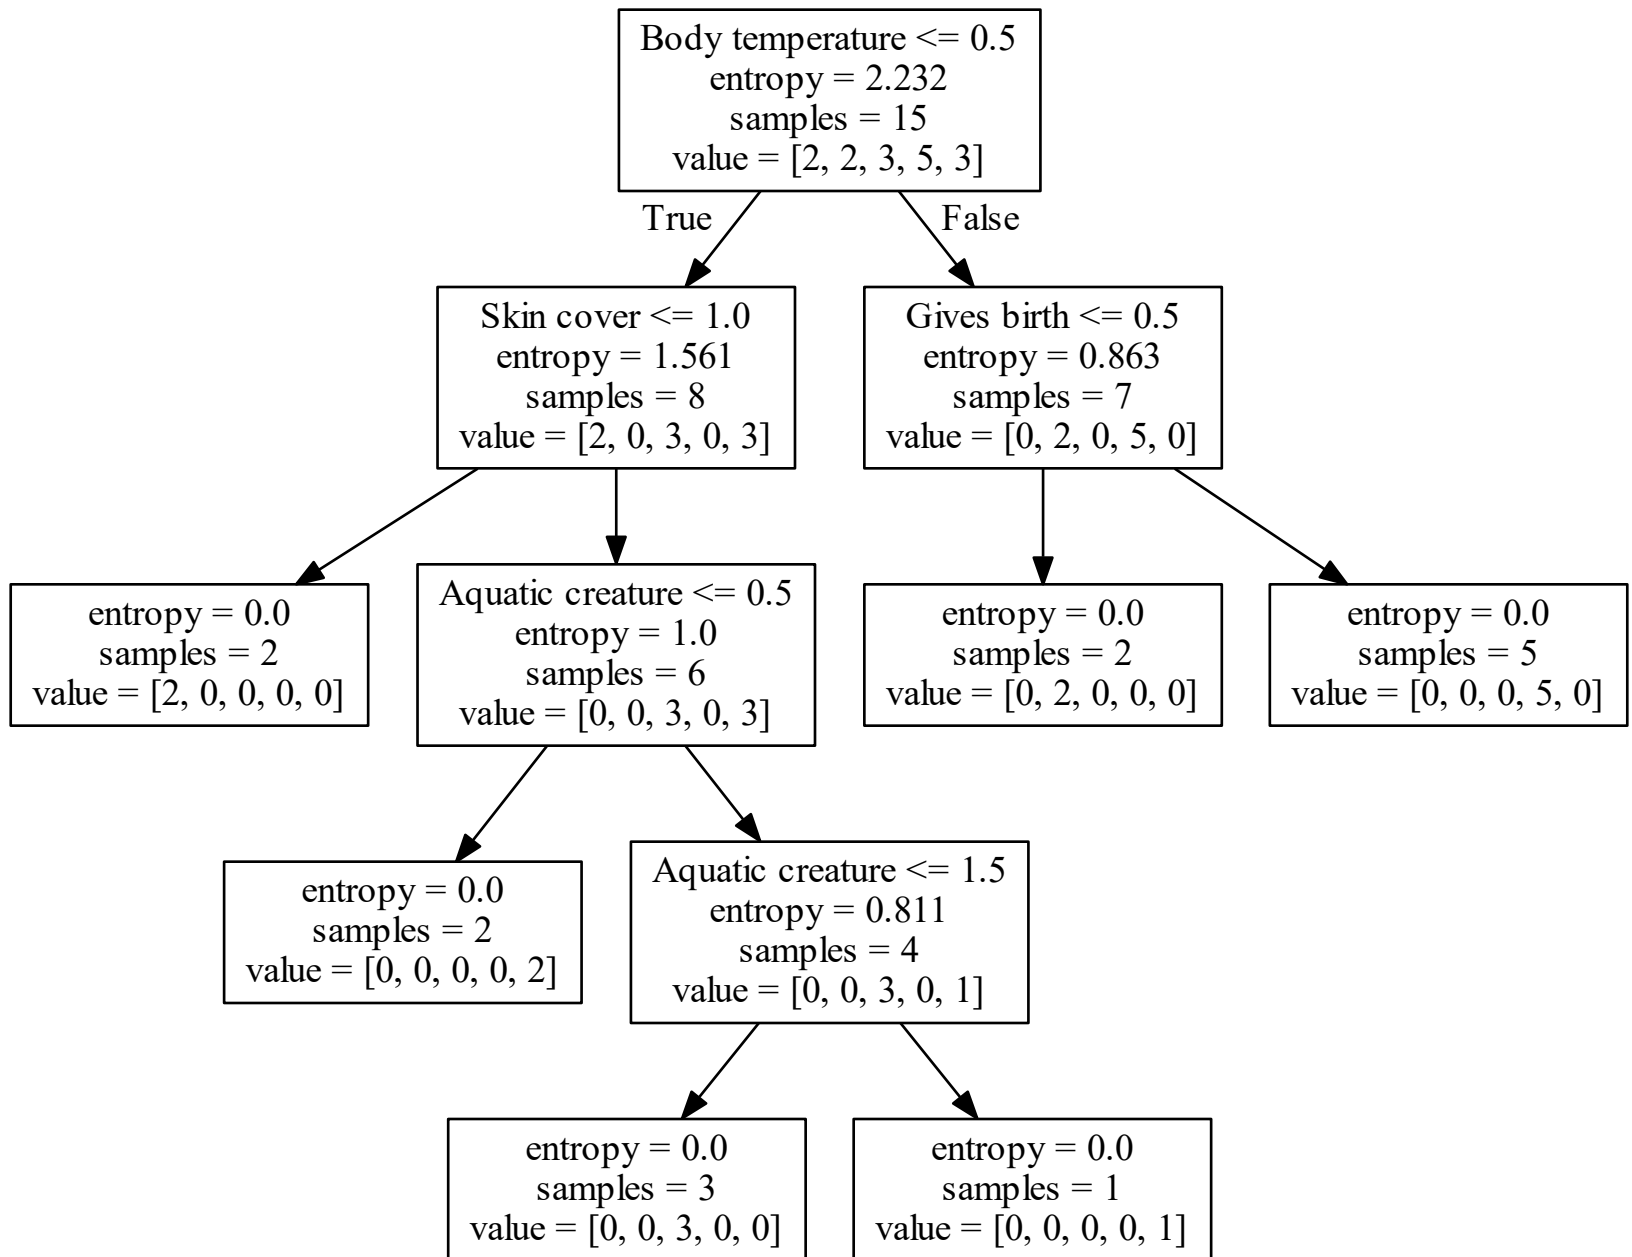 Body temperature <= 0.5
entropy = 2.232
samples = 15
value = [2, 2, 3, 5, 3]
True
False
Skin cover <= 1.0
entropy = 1.561
samples = 8
value = [2, 0, 3, 0, 3]
Gives birth <= 0.5
entropy = 0.863
samples = 7
value = [0, 2, 0, 5, 0]
entropy = 0.0
samples = 2
value = [2, 0, 0, 0, 0]
Aquatic creature <= 0.5
entropy = 1.0
samples = 6
value = [0, 0, 3, 0, 3]
entropy = 0.0
samples = 2
value = [0, 2, 0, 0, 0]
entropy = 0.0
samples = 5
value = [0, 0, 0, 5, 0]
entropy = 0.0
samples = 2
value = [0, 0, 0, 0, 2]
Aquatic creature <= 1.5
entropy = 0.811
samples = 4
value = [0, 0, 3, 0, 1]
entropy = 0.0
samples = 3
value = [0, 0, 3, 0, 0]
entropy = 0.0
samples = 1
value = [0, 0, 0, 0, 1]